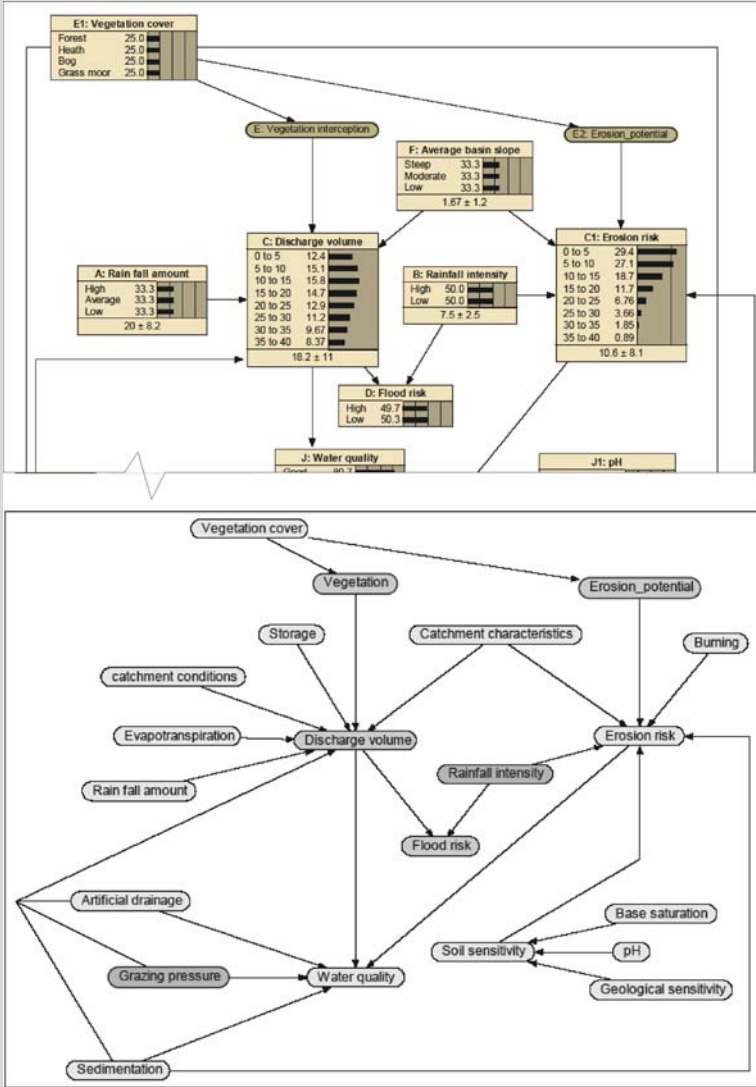 E1: Vegetation cover
Forest 25.0
Heath 25.0
Bog 25.0
Grass moor 25.0
E: Vegetation interception
E2: Erosion_potential
F: Average basin slope
Steep 33.3
Moderate 33.3
Low 33.3
1.67 ± 1.2
C: Discharge volume
0 to 5 12.4
5 to 10 15.1
10 to 15 15.8
15 to 20 14.7
20 to 25 12.9
25 to 30 11.2
30 to 35 9.67
35 to 40 8.37
18.2 ± 11
C1: Erosion risk
0 to 5 29.4
5 to 10 27.1
10 to 15 18.7
15 to 20 11.7
20 to 25 6.76
25 to 30 3.66
30 to 35 1.85
35 to 40 0.89
10.6 ± 8.1
A: Rain fall amount
High 33.3
Average 33.3
Low 33.3
20 ± 8.2
B: Rainfall intensity
High 50.0
Low 50.0
7.5 ± 2.5
D: Flood risk
High 49.7
Low 50.3
J: Water quality
J1: pH
Vegetation cover
Vegetation
Erosion_potential
Storage
Catchment characteristics
Burning
catchment conditions
Evapotranspiration
Discharge volume
Erosion risk
Rain fall amount
Rainfall intensity
Flood risk
Artificial drainage
Base saturation
Soil sensitivity
pH
Grazing pressure
Water quality
Geological sensitivity
Sedimentation